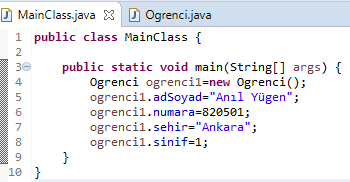 MainClass.java Ogrenci.java
1 public class MainClass {
2
3 public static void main(String[] args) {
4 Ogrenci ogrenci1=new Ogrenci();
5 ogrenci1.adSoyad="Anıl Yügen";
6 ogrenci1.numara=820501;
7 ogrenci1.sehir="Ankara";
8 ogrenci1.sinif=1;
9 }
10 }